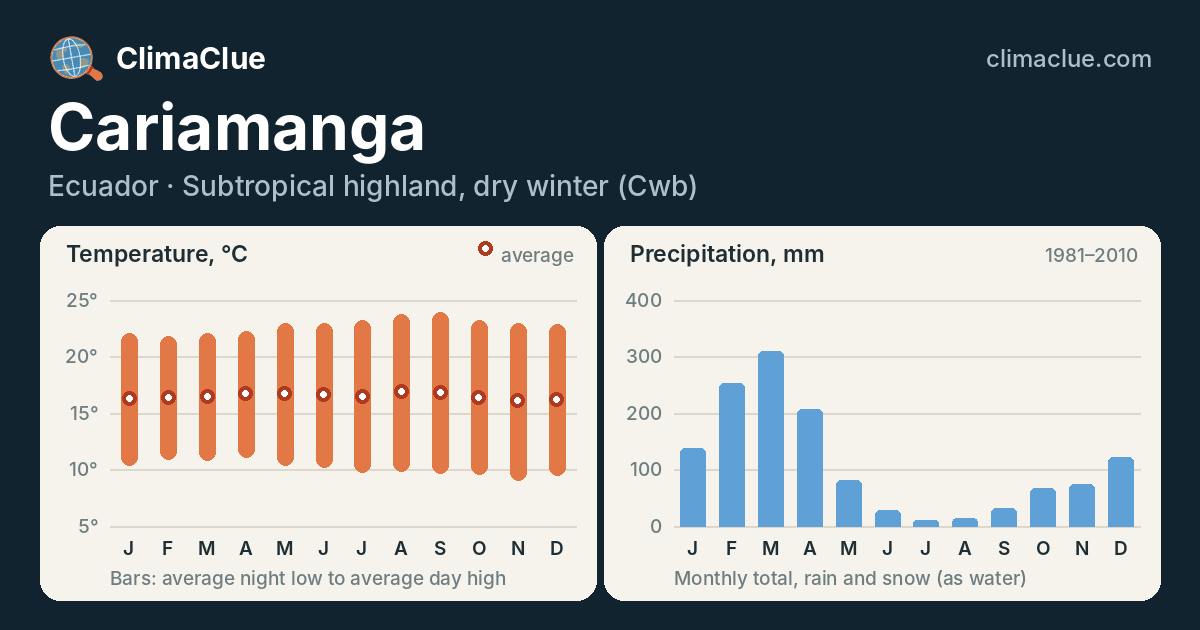 ClimaClue
climaclue.com
Cariamanga
Ecuador · Subtropical highland, dry winter (Cwb)
Temperature, °C
average
25°
20°
15°
10°
5°
J F M A M J J A S O N D
Bars: average night low to average day high
Precipitation, mm
1981–2010
400
300
200
100
0
J F M A M J J A S O N D
Monthly total, rain and snow (as water)